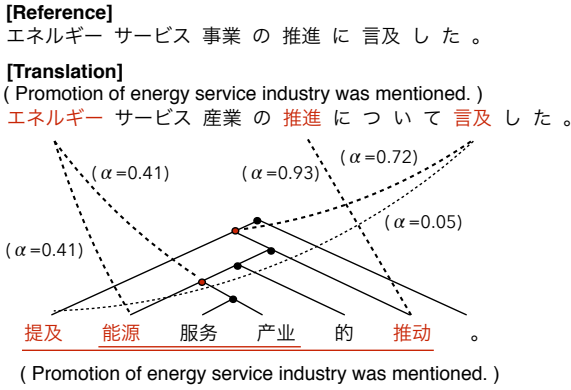 [Reference]
エネルギー サービス 事業 の 推進 に 言及 し た 。
[Translation]
( Promotion of energy service industry was mentioned. )
エネルギー サービス 産業 の 推進 に つ い て 言及 し た 。
( α=0.41) ( α=0.93) ( α=0.72)
( α=0.05)
( α=0.41)
提及 能源 服务 产业 的 推动 。
( Promotion of energy service industry was mentioned. )